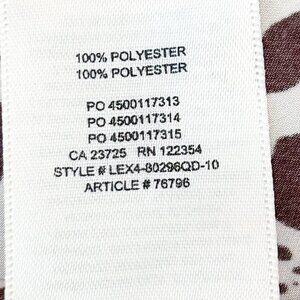 100% POLYESTER
100% POLYESTER
PO 4500117313
PO 4500117314
PO 4500117315
CA 23725 RN 122354
STYLE # LEX4-80296QD-10
ARTICLE # 76796